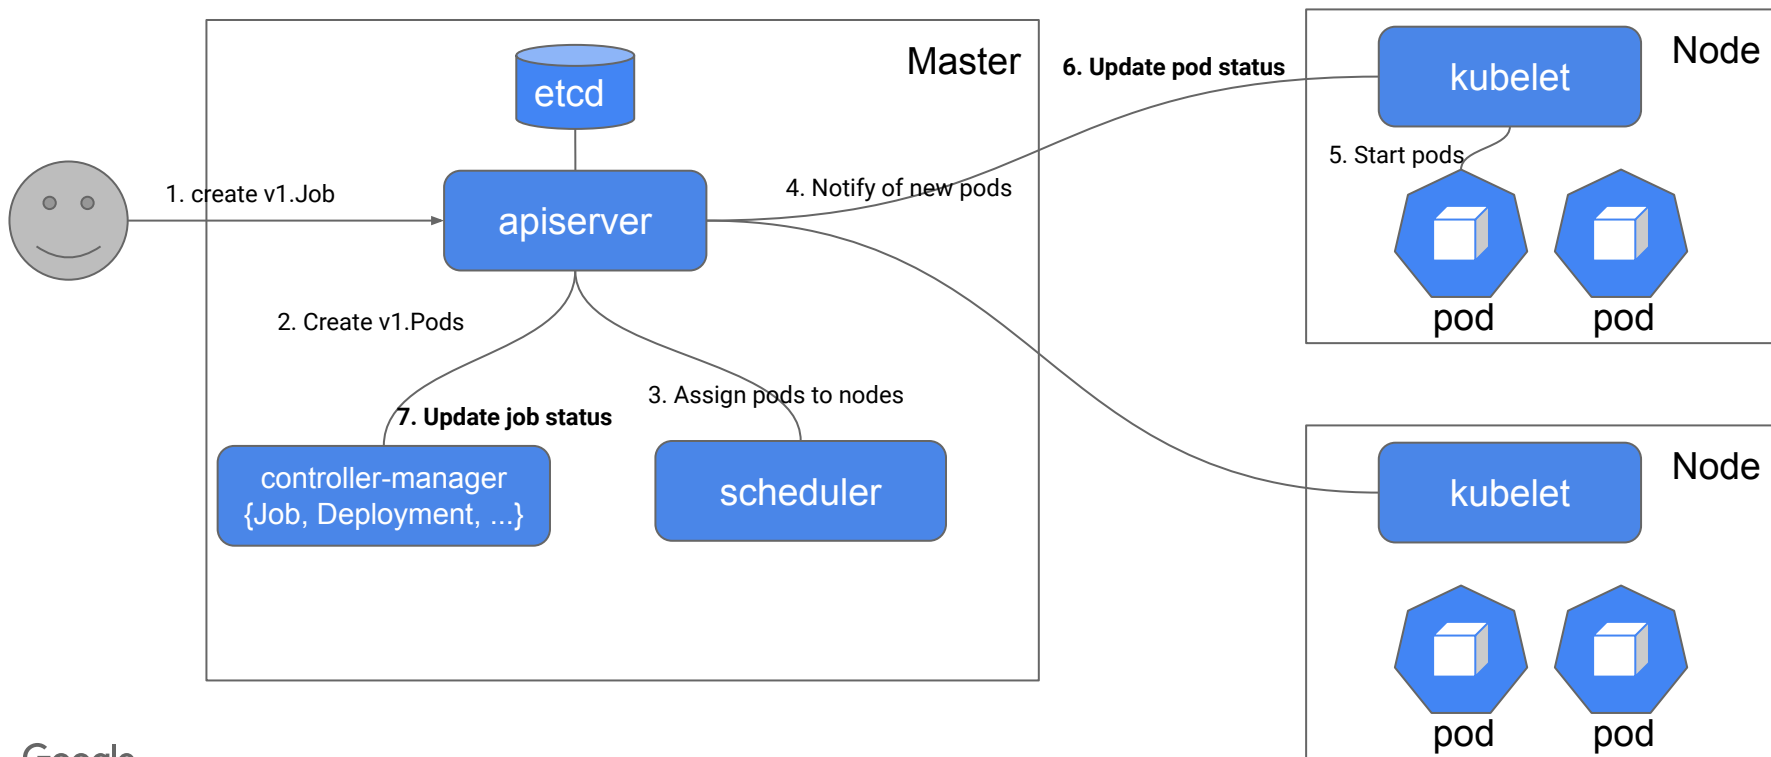 Master
Node
etcd
6. Update pod status
kubelet
5. Start pods
1. create v1.Job
4. Notify of new pods
apiserver
pod
pod
2. Create v1.Pods
3. Assign pods to nodes
7. Update job status
controller-manager
{Job, Deployment, ...}
scheduler
Node
kubelet
pod
pod
Google